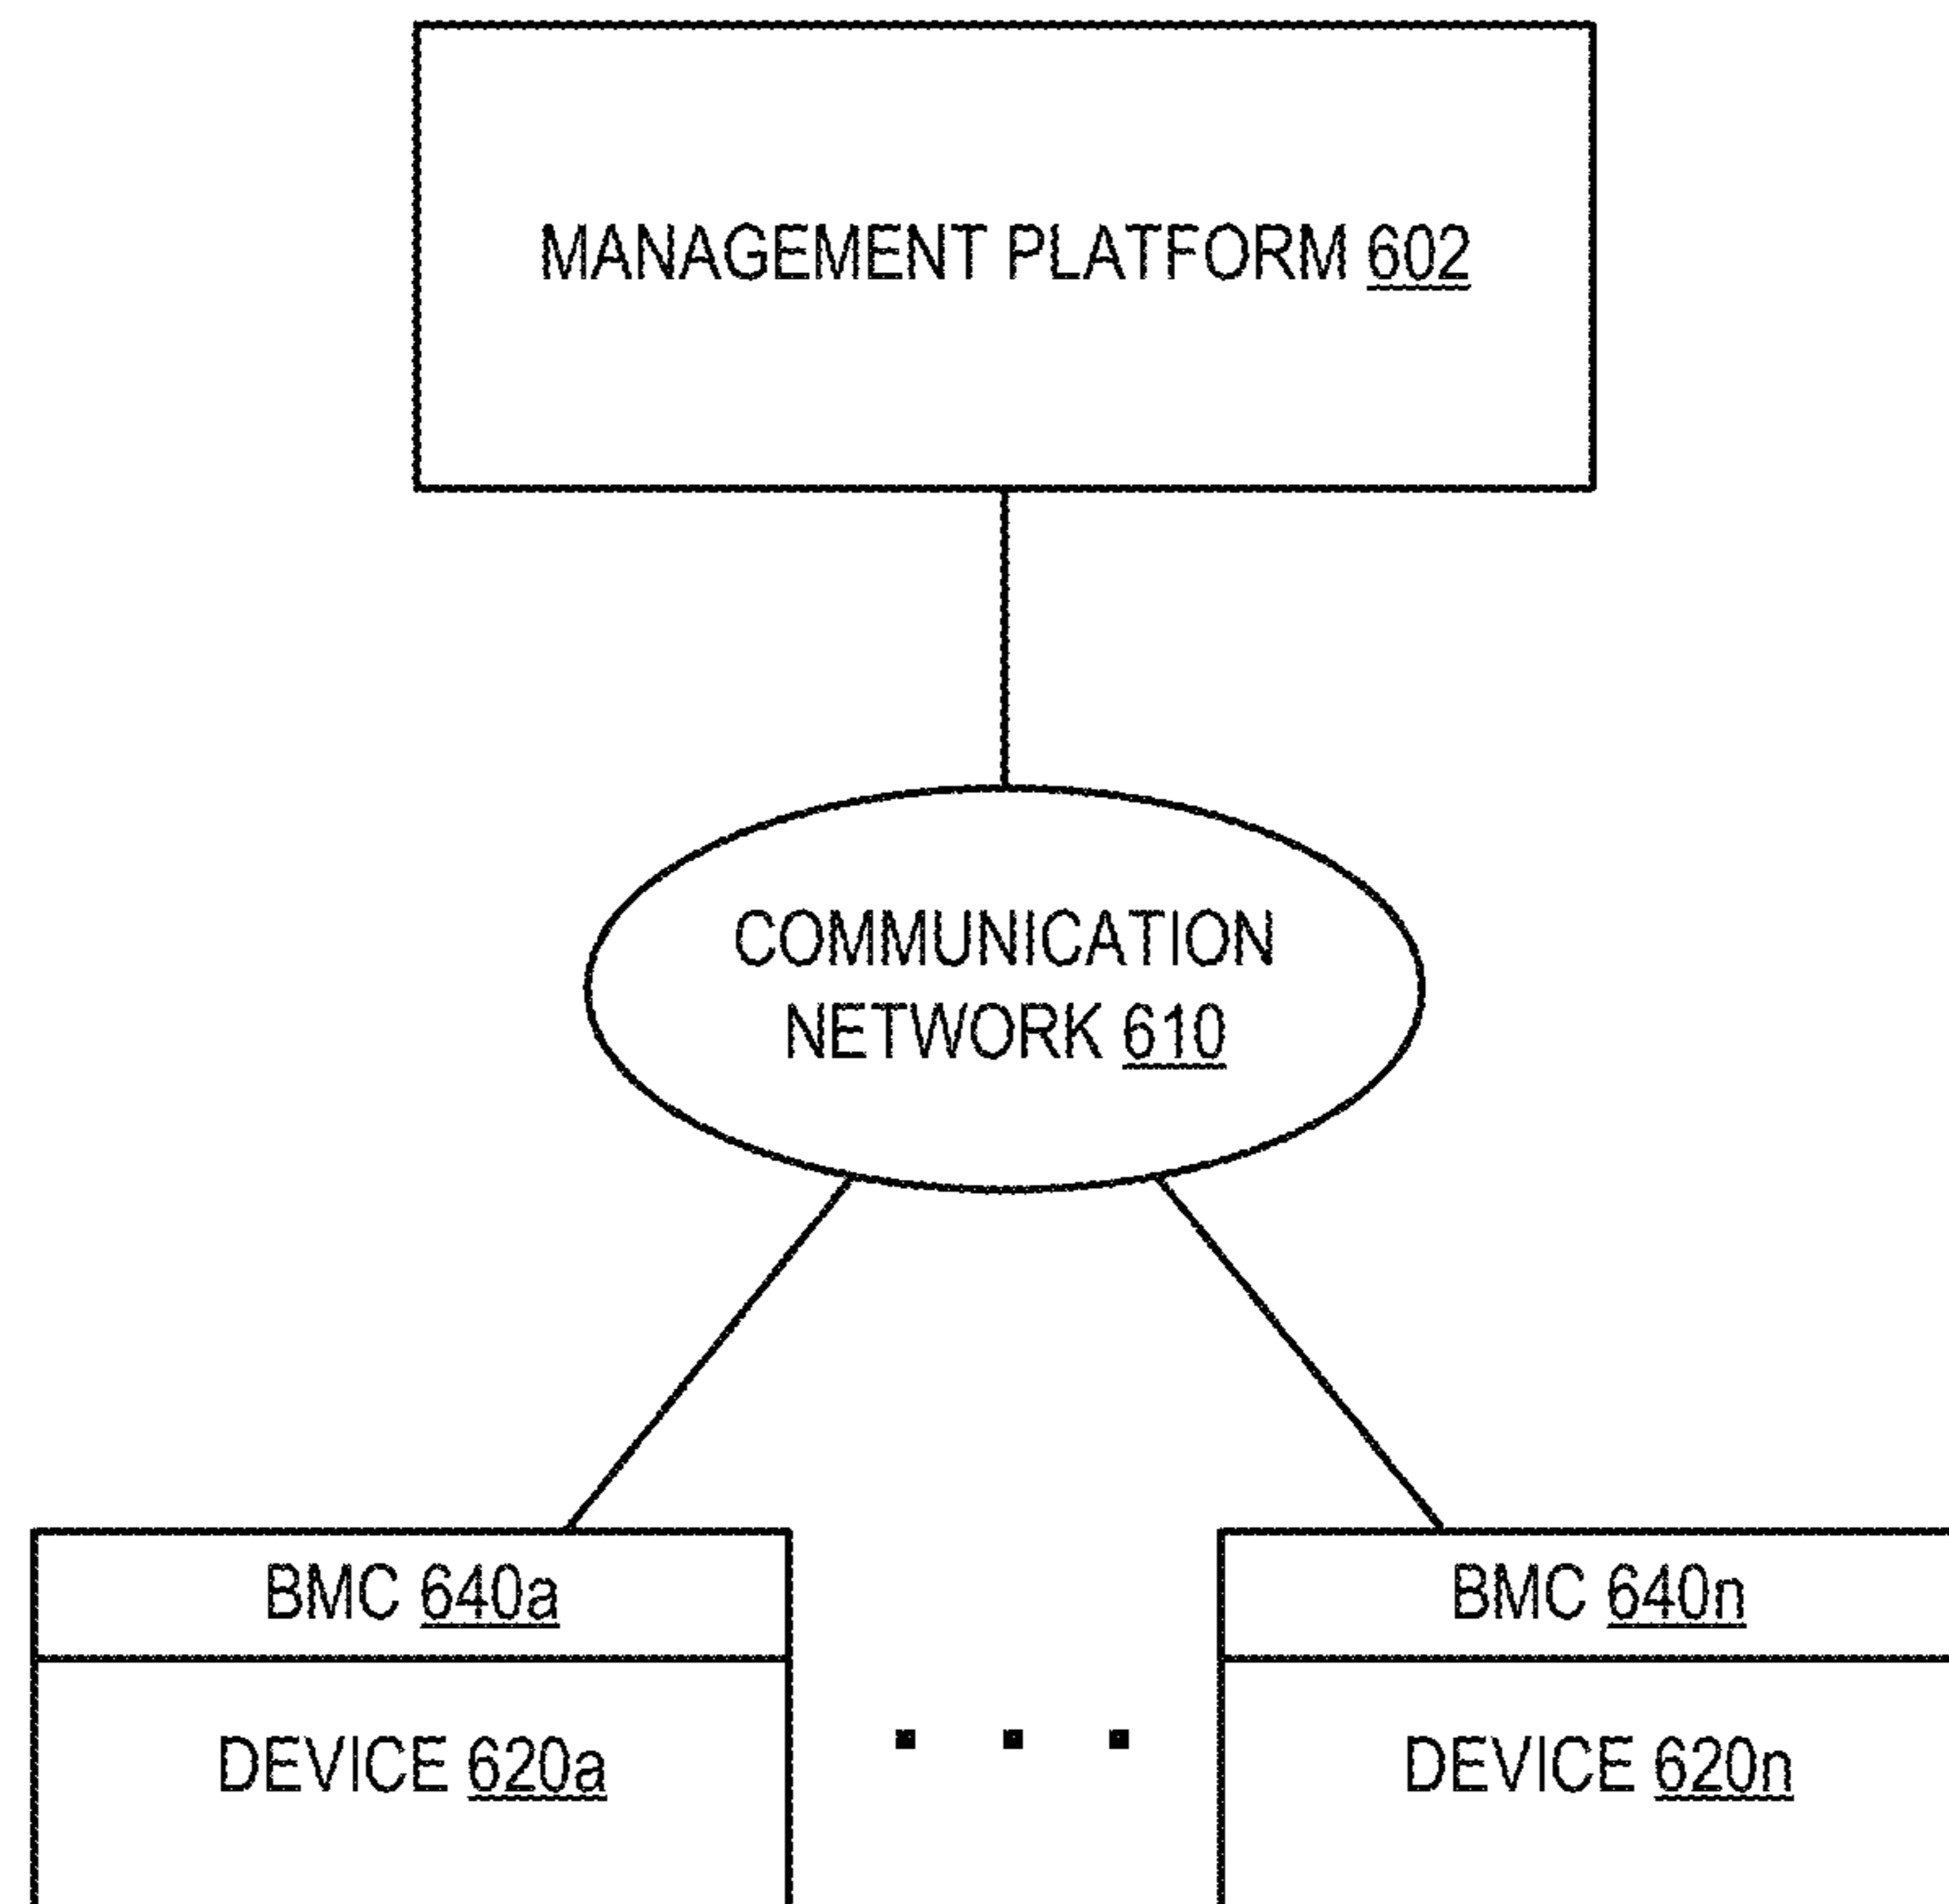 MANAGEMENT PLATFORM 602
COMMUNICATION
NETWORK 610
BMC 640a
BMC 640n
DEVICE 620a
. . .
DEVICE 620n